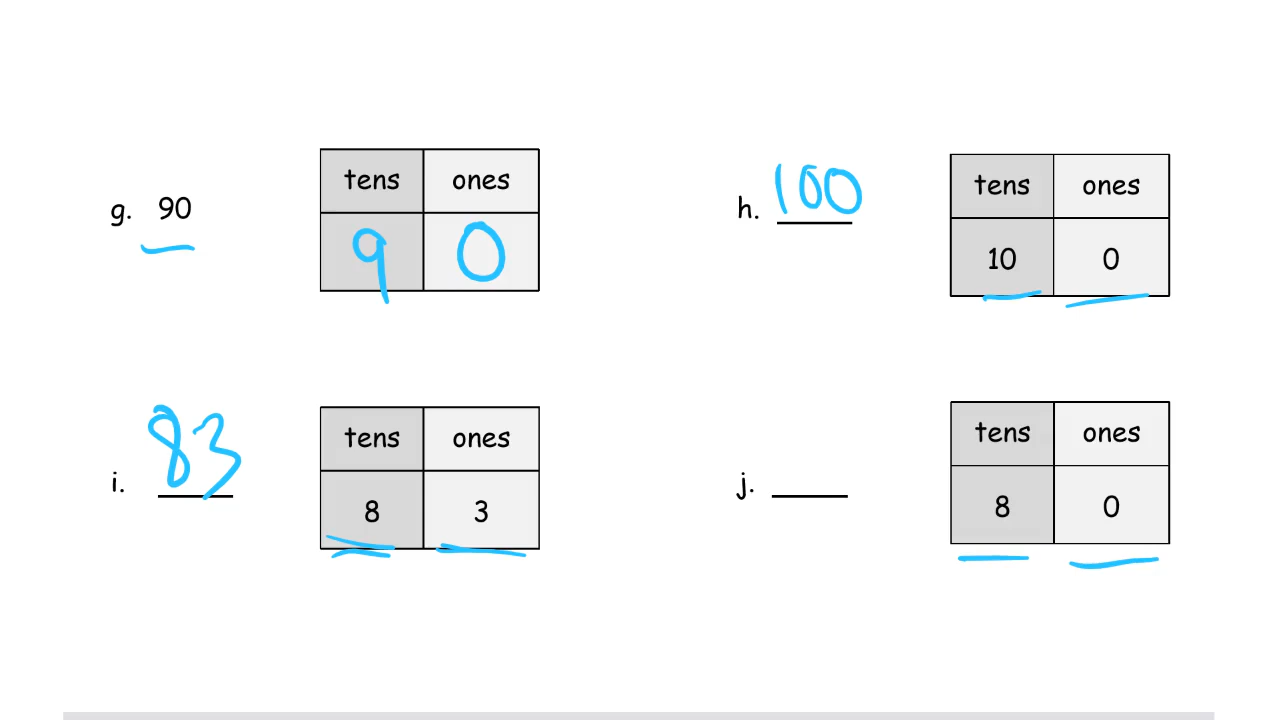 g. 90
tens ones
9 0
h. 100
tens ones
10 0
i. 83
tens ones
8 3
j. ____
tens ones
8 0